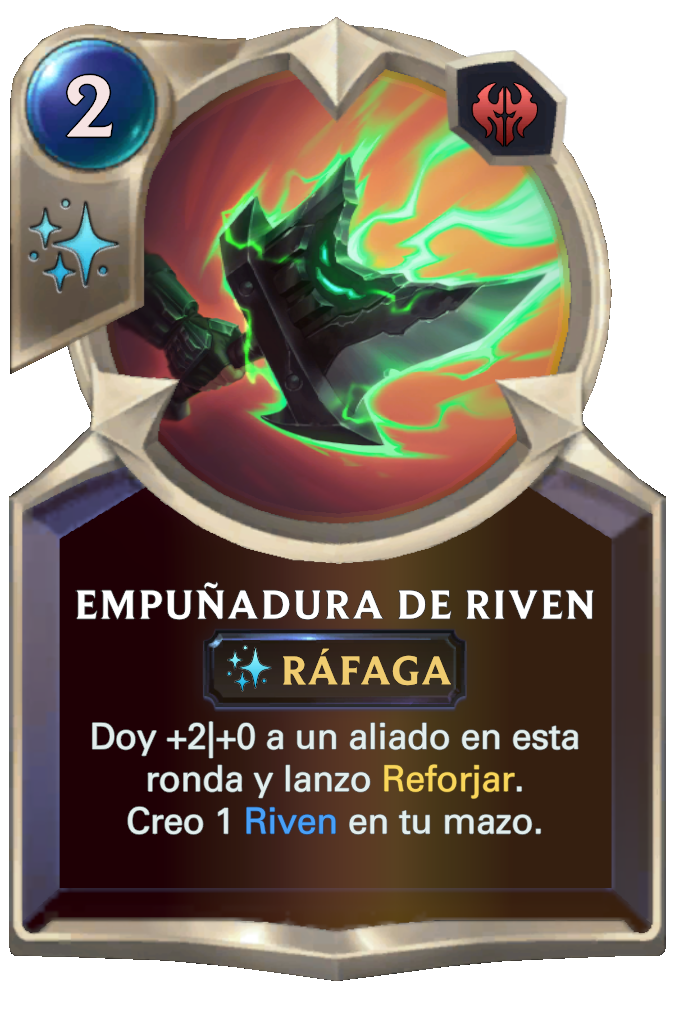 2
EMPUÑADURA DE RIVEN
RÁFAGA
Doy +2|+0 a un aliado en esta
ronda y lanzo Reforjar.
Creo 1 Riven en tu mazo.